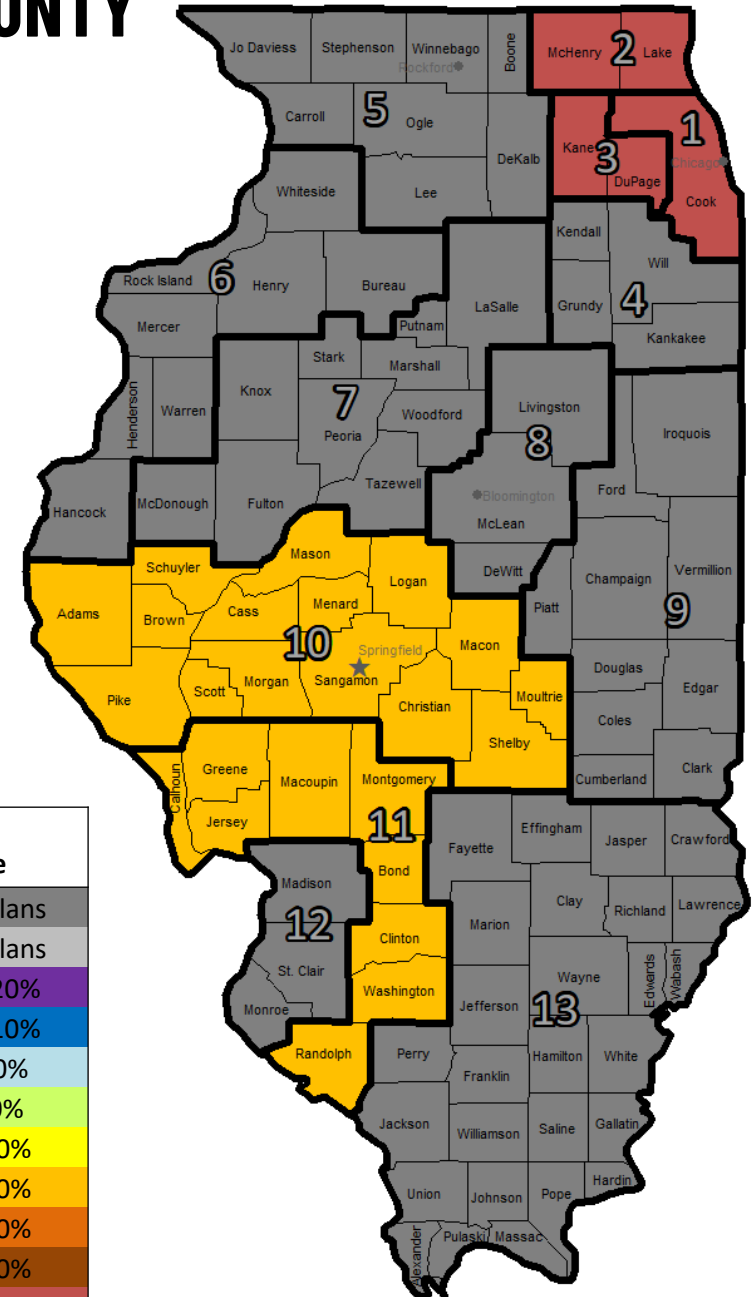 UNTY
Jo Daviess
Stephenson
Winnebago
Boone
McHenry
2
Lake
Rockford
Carroll
5
Ogle
DeKalb
Kane
3
1
Chicago
DuPage
Cook
Whiteside
Lee
Kendall
Will
Rock Island
6
Henry
Bureau
LaSalle
Grundy
4
Mercer
Putnam
Kankakee
Stark
Marshall
Henderson
Warren
Knox
7
Peoria
Woodford
Livingston
8
Iroquois
Hancock
McDonough
Fulton
Tazewell
Bloomington
McLean
Ford
Schuyler
Mason
Logan
DeWitt
Champaign
Vermillion
Adams
Brown
Cass
Menard
Piatt
9
10
Springfield
Macon
Pike
Scott
Morgan
Sangamon
Christian
Moultrie
Douglas
Edgar
Shelby
Coles
Calhoun
Greene
Macoupin
Montgomery
Cumberland
Clark
Jersey
11
Fayette
Effingham
Jasper
Crawford
Madison
Bond
Clay
Richland
Lawrence
12
Clinton
Marion
St. Clair
Washington
Wayne
Edwards
Wabash
Monroe
Jefferson
13
Randolph
Perry
Franklin
Hamilton
White
Jackson
Williamson
Saline
Gallatin
Union
Johnson
Pope
Hardin
Alexander
Pulaski
Massac
e
lans
lans
20%
10%
0%
0%
0%
0%
0%
0%